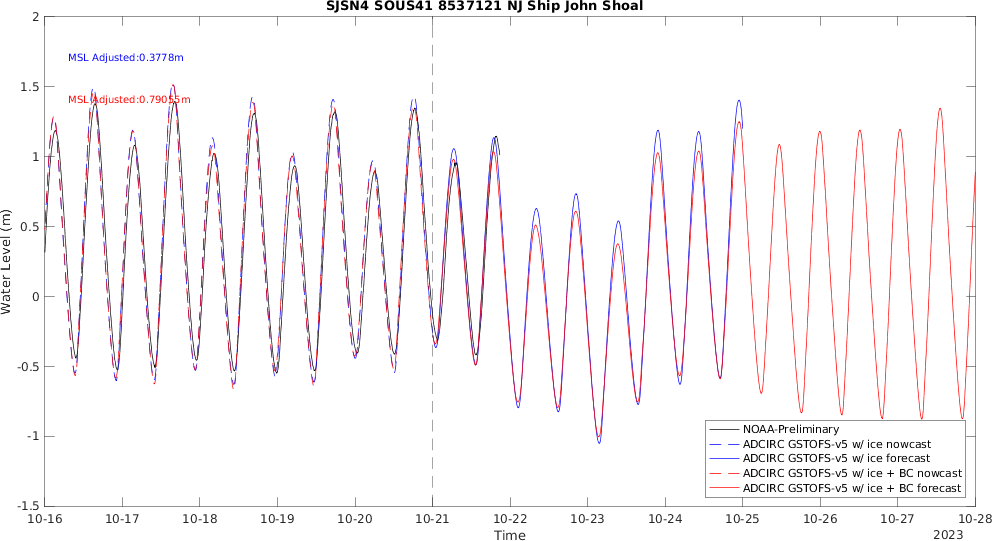 SJSN4 SOUS41 8537121 NJ Ship John Shoal
MSL Adjusted:0.3778m
MSL Adjusted:0.79055m
Water Level (m)
2
1.5
1
0.5
0
-0.5
-1
-1.5
NOAA-Preliminary
ADCIRC GSTOFS-v5 w/ ice nowcast
ADCIRC GSTOFS-v5 w/ ice forecast
ADCIRC GSTOFS-v5 w/ ice + BC nowcast
ADCIRC GSTOFS-v5 w/ ice + BC forecast
10-16 10-17 10-18 10-19 10-20 10-21 10-22 10-23 10-24 10-25 10-26 10-27 10-28
Time
2023